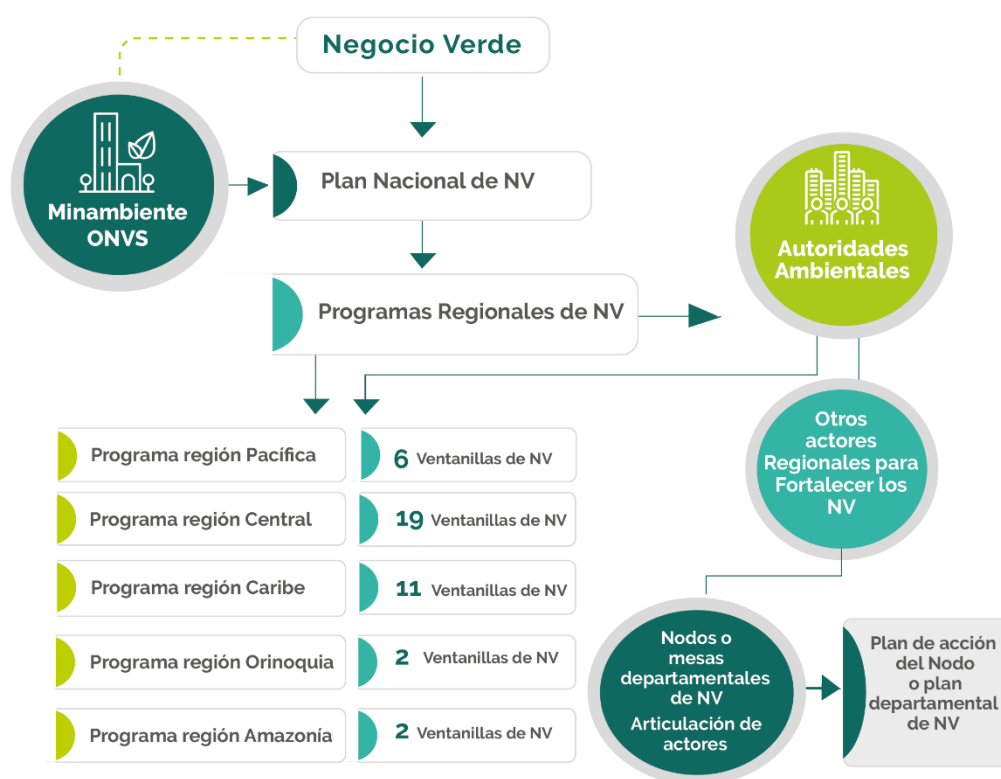 Negocio Verde
Minambiente
ONVS
Plan Nacional de NV
Autoridades
Ambientales
Programas Regionales de NV
Programa región Pacífica
6 Ventanillas de NV
Programa región Central
19 Ventanillas de NV
Programa región Caribe
11 Ventanillas de NV
Programa región Orinoquia
2 Ventanillas de NV
Programa región Amazonía
2 Ventanillas de NV
Otros
actores
Regionales para
Fortalecer los
NV
Nodos o
mesas
departamentales
de NV
Articulación de
actores
Plan de acción
del Nodo
o plan
departamental
de NV